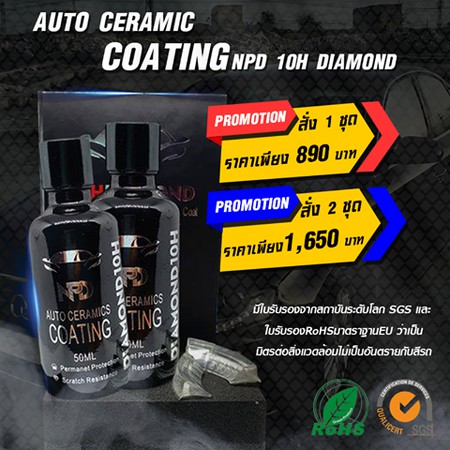 AUTO CERAMIC
COATING NPD 10H DIAMOND
PROMOTION สั่ง 1 ชุด
ราคาเพียง 890 บาท
PROMOTION สั่ง 2 ชุด
ราคาเพียง 1,650 บาท
NPD
AUTO CERAMICS
COATING
50ML
Permanet Protection
Scratch Resistance
DIAMOND10H
มีใบรับรองจากสถาบันระดับโลก SGS และ
ใบรับรองRoHSมาตราฐานEU ว่าเป็น
มิตรต่อสิ่งแวดล้อมไม่เป็นอันตรายกับสีรถ
RoHS
CERTIFICATION DE SERVICES
QUALICERT
SGS